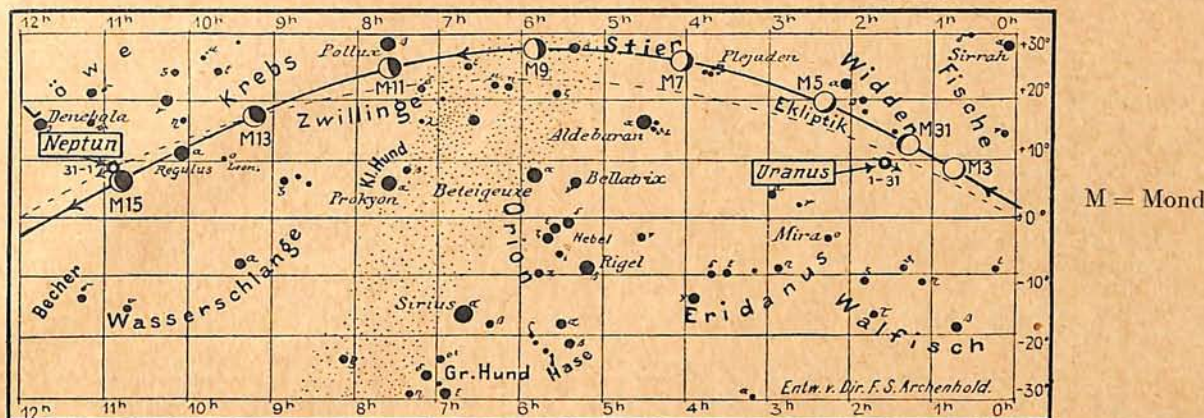 12ʰ 11ʰ 10ʰ 9ʰ 8ʰ 7ʰ 6ʰ 5ʰ 4ʰ 3ʰ 2ʰ 1ʰ 0ʰ
+30°
Löwe
Pollux
Stier
Plejaden
Sirrah
M11
M9
M7
M5
Widder
Fische
+20°
Krebs
Zwillinge
Ekliptik
Denebola
M13
Aldebaran
M31
Neptun
+10°
31-1
Regulus
Leon.
Kl. Hund
Uranus
1-31
M3
M15
Prokyon
Beteigeuze
Bellatrix
M = Mond
Orion
0°
Nebel
Mira
Rigel
-10°
Becher
Wasserschlange
Sirius
Eridanus
Walfisch
-20°
Hase
Gr. Hund
Entw. v. Dir. F. S. Archenhold.
-30°
12ʰ 11ʰ 10ʰ 9ʰ 8ʰ 7ʰ 6ʰ 5ʰ 4ʰ 3ʰ 2ʰ 1ʰ 0ʰ